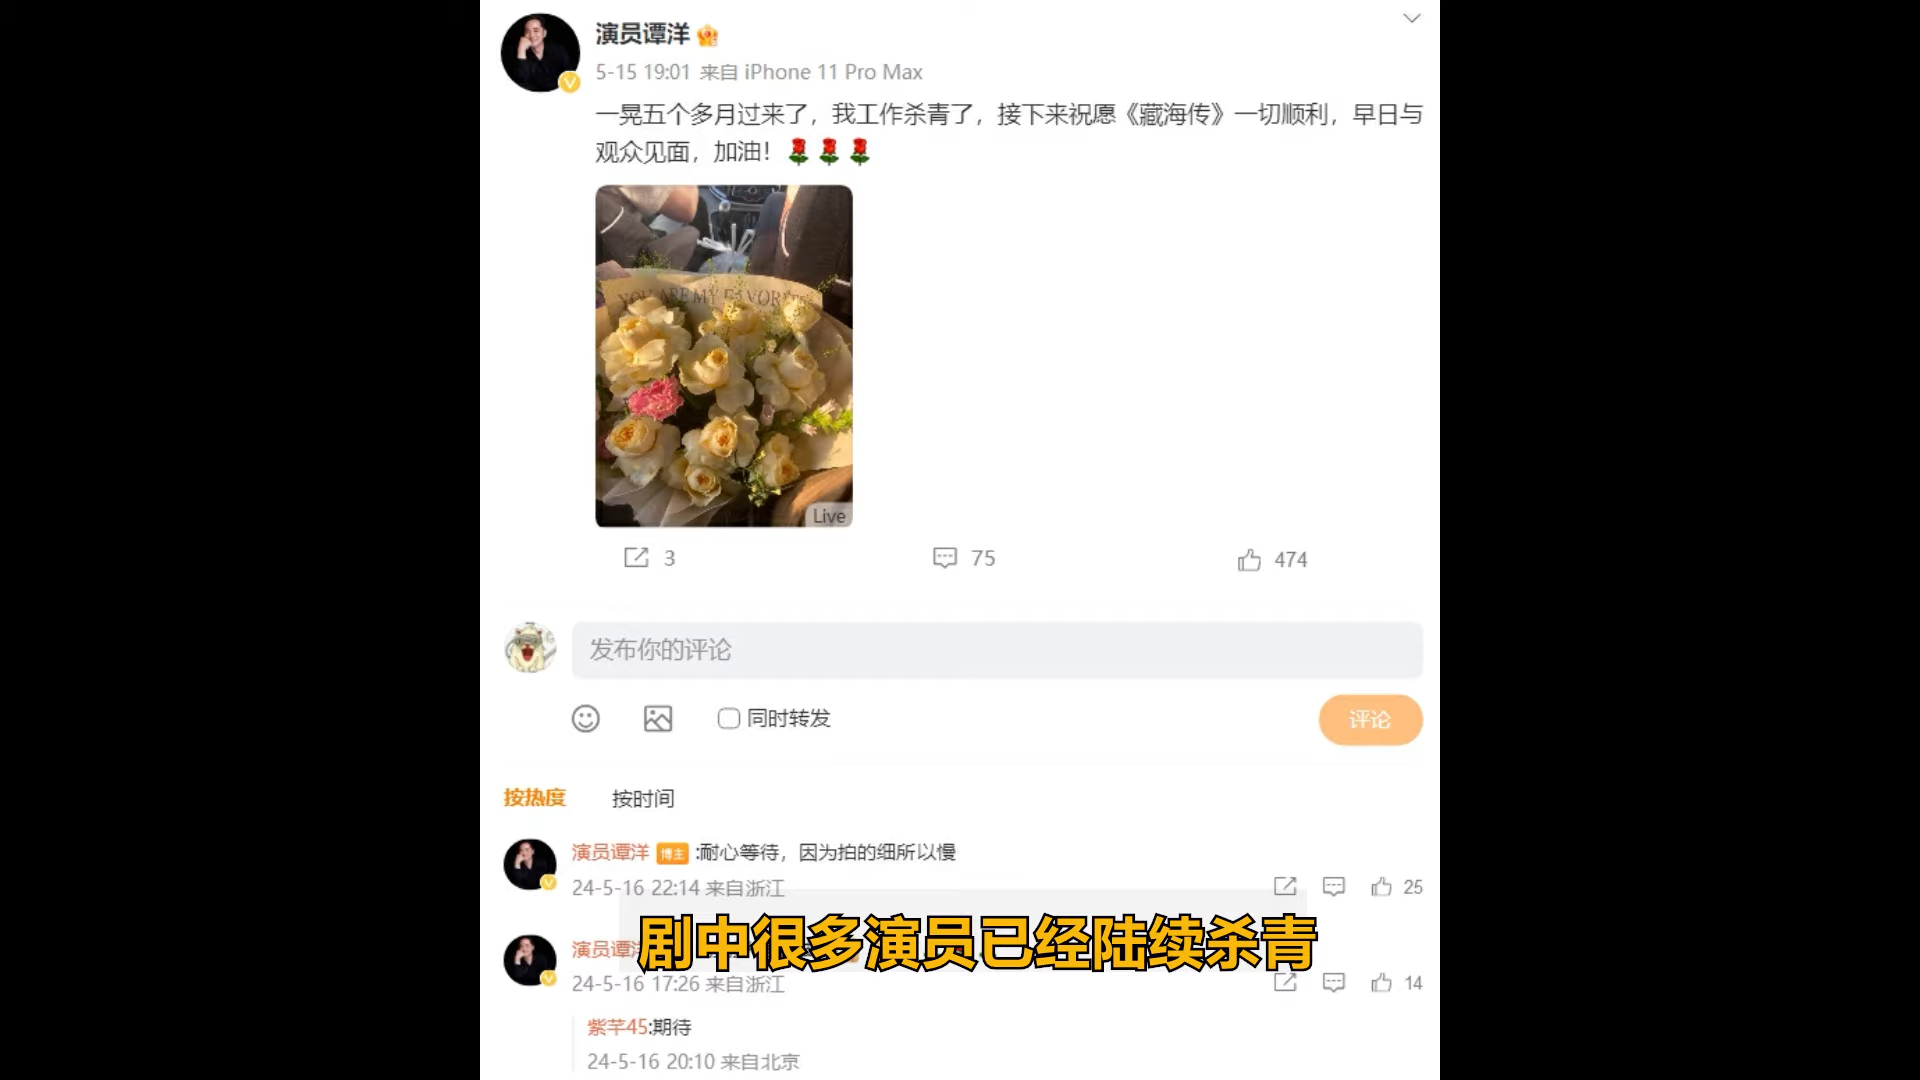 演员谭洋
5-15 19:01 来自 iPhone 11 Pro Max
一晃五个多月过来了，我工作杀青了，接下来祝愿《藏海传》一切顺利，早日与
观众见面，加油！
YOU ARE MY FAVORITE
Live
3
75
474
发布你的评论
同时转发
评论
按热度
按时间
演员谭洋 博主 :耐心等待，因为拍的细所以慢
24-5-16 22:14 来自浙江
25
演员谭
剧中很多演员已经陆续杀青
24-5-16 17:26 来自浙江
14
紫芊45:期待
24-5-16 20:10 来自北京